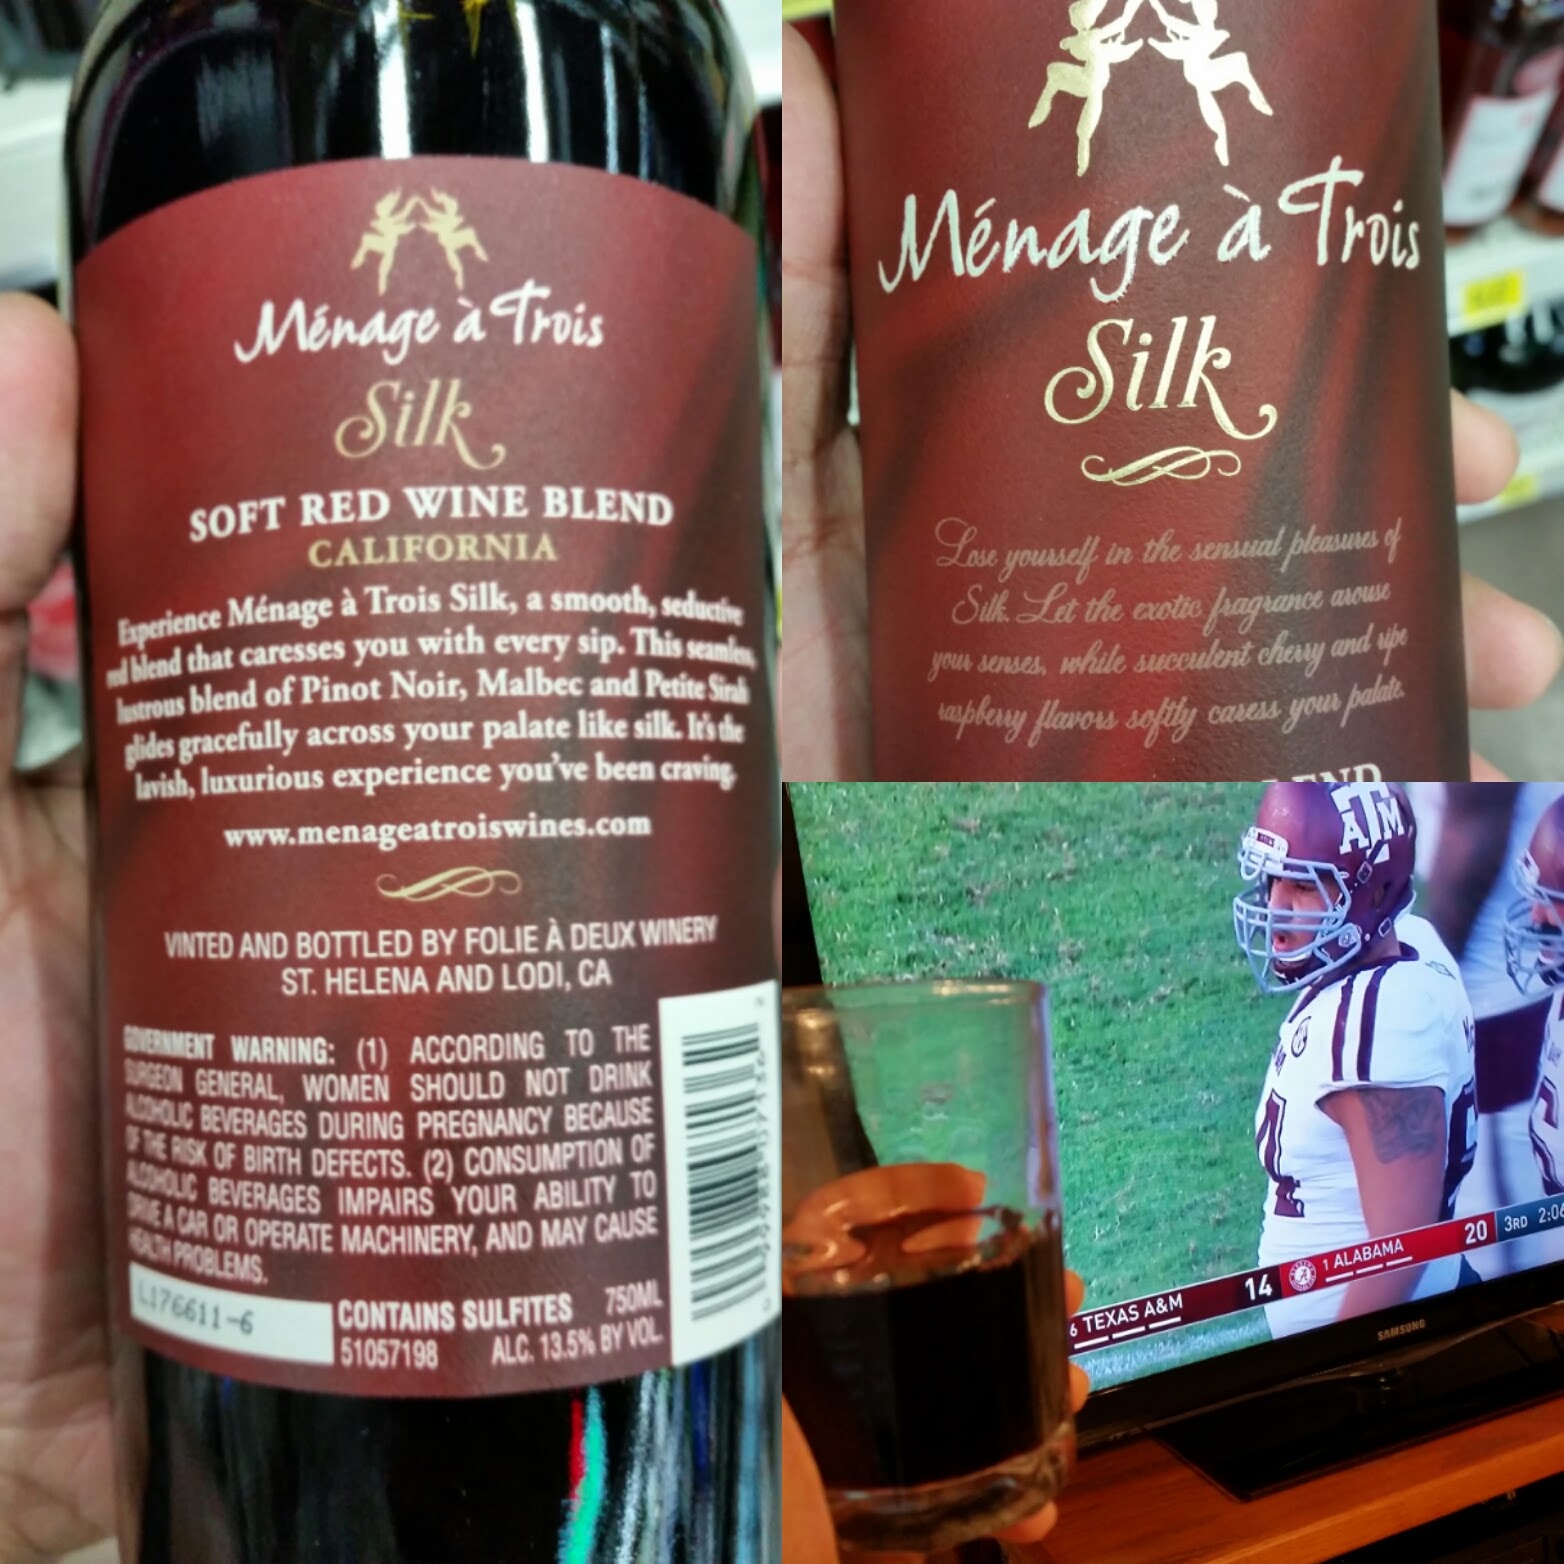 Ménage à Trois
Silk
SOFT RED WINE BLEND
CALIFORNIA
Experience Ménage à Trois Silk, a smooth, seductive
red blend that caresses you with every sip. This seamless,
lustrous blend of Pinot Noir, Malbec and Petite Sirah
glides gracefully across your palate like silk. It's the
lavish, luxurious experience you've been craving.
www.menageatroiswines.com
VINTED AND BOTTLED BY FOLIE À DEUX WINERY
ST. HELENA AND LODI, CA
GOVERNMENT WARNING: (1) ACCORDING TO THE
SURGEON GENERAL, WOMEN SHOULD NOT DRINK
ALCOHOLIC BEVERAGES DURING PREGNANCY BECAUSE
OF THE RISK OF BIRTH DEFECTS. (2) CONSUMPTION OF
ALCOHOLIC BEVERAGES IMPAIRS YOUR ABILITY TO
DRIVE A CAR OR OPERATE MACHINERY, AND MAY CAUSE
HEALTH PROBLEMS.
L176611-6
CONTAINS SULFITES 750ML
51057198 ALC. 13.5% BY VOL.
Ménage à Trois
Silk
Lose yourself in the sensual pleasures of
Silk. Let the exotic fragrance arouse
your senses, while succulent cherry and ripe
raspberry flavors softly caress your palate.
BLEND
ATM
4
6 TEXAS A&M 14 1 ALABAMA 20 3RD 2:06
SAMSUNG